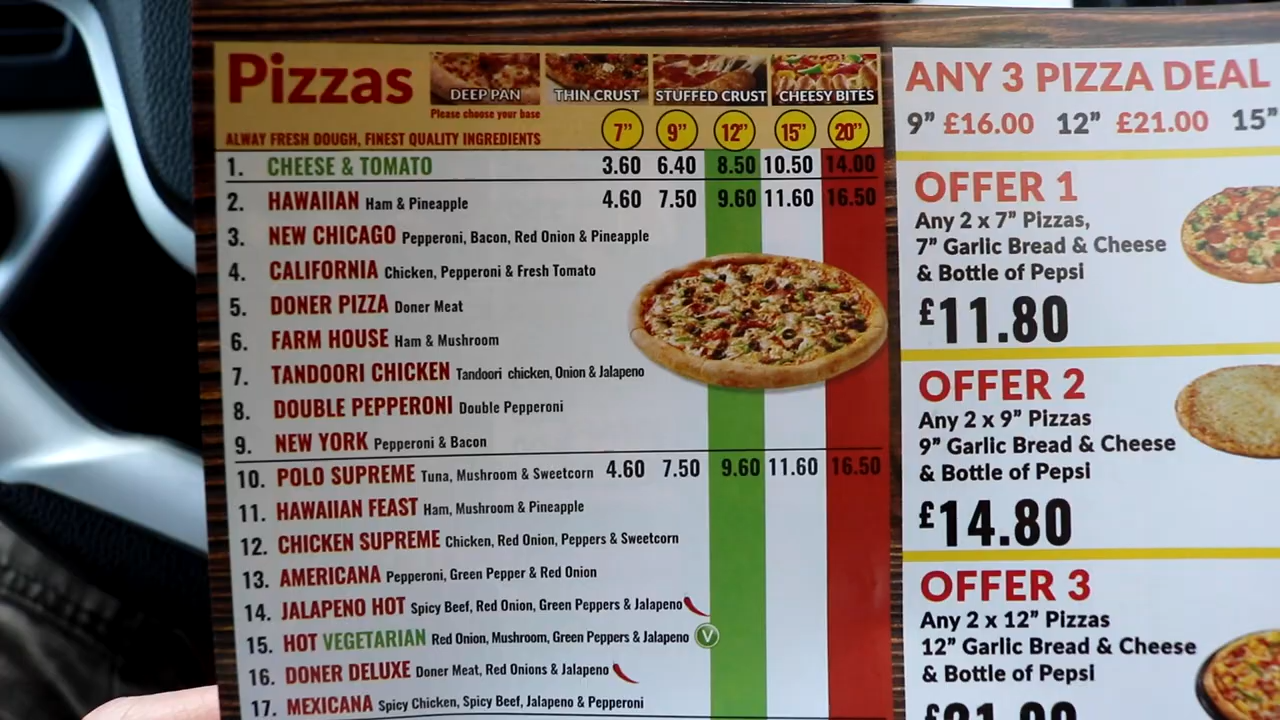 Pizzas
DEEP PAN
THIN CRUST
STUFFED CRUST
CHEESY BITES
Please choose your base
ALWAY FRESH DOUGH, FINEST QUALITY INGREDIENTS
7” 9” 12” 15” 20”
1. CHEESE & TOMATO 3.60 6.40 8.50 10.50 14.00
2. HAWAIIAN Ham & Pineapple 4.60 7.50 9.60 11.60 16.50
3. NEW CHICAGO Pepperoni, Bacon, Red Onion & Pineapple
4. CALIFORNIA Chicken, Pepperoni & Fresh Tomato
5. DONER PIZZA Doner Meat
6. FARM HOUSE Ham & Mushroom
7. TANDOORI CHICKEN Tandoori chicken, Onion & Jalapeno
8. DOUBLE PEPPERONI Double Pepperoni
9. NEW YORK Pepperoni & Bacon
10. POLO SUPREME Tuna, Mushroom & Sweetcorn 4.60 7.50 9.60 11.60 16.50
11. HAWAIIAN FEAST Ham, Mushroom & Pineapple
12. CHICKEN SUPREME Chicken, Red Onion, Peppers & Sweetcorn
13. AMERICANA Pepperoni, Green Pepper & Red Onion
14. JALAPENO HOT Spicy Beef, Red Onion, Green Peppers & Jalapeno
15. HOT VEGETARIAN Red Onion, Mushroom, Green Peppers & Jalapeno V
16. DONER DELUXE Doner Meat, Red Onions & Jalapeno
17. MEXICANA Spicy Chicken, Spicy Beef, Jalapeno & Pepperoni
ANY 3 PIZZA DEAL
9” £16.00 12” £21.00 15”
OFFER 1
Any 2 x 7” Pizzas,
7” Garlic Bread & Cheese
& Bottle of Pepsi
£11.80
OFFER 2
Any 2 x 9” Pizzas
9” Garlic Bread & Cheese
& Bottle of Pepsi
£14.80
OFFER 3
Any 2 x 12” Pizzas
12” Garlic Bread & Cheese
& Bottle of Pepsi